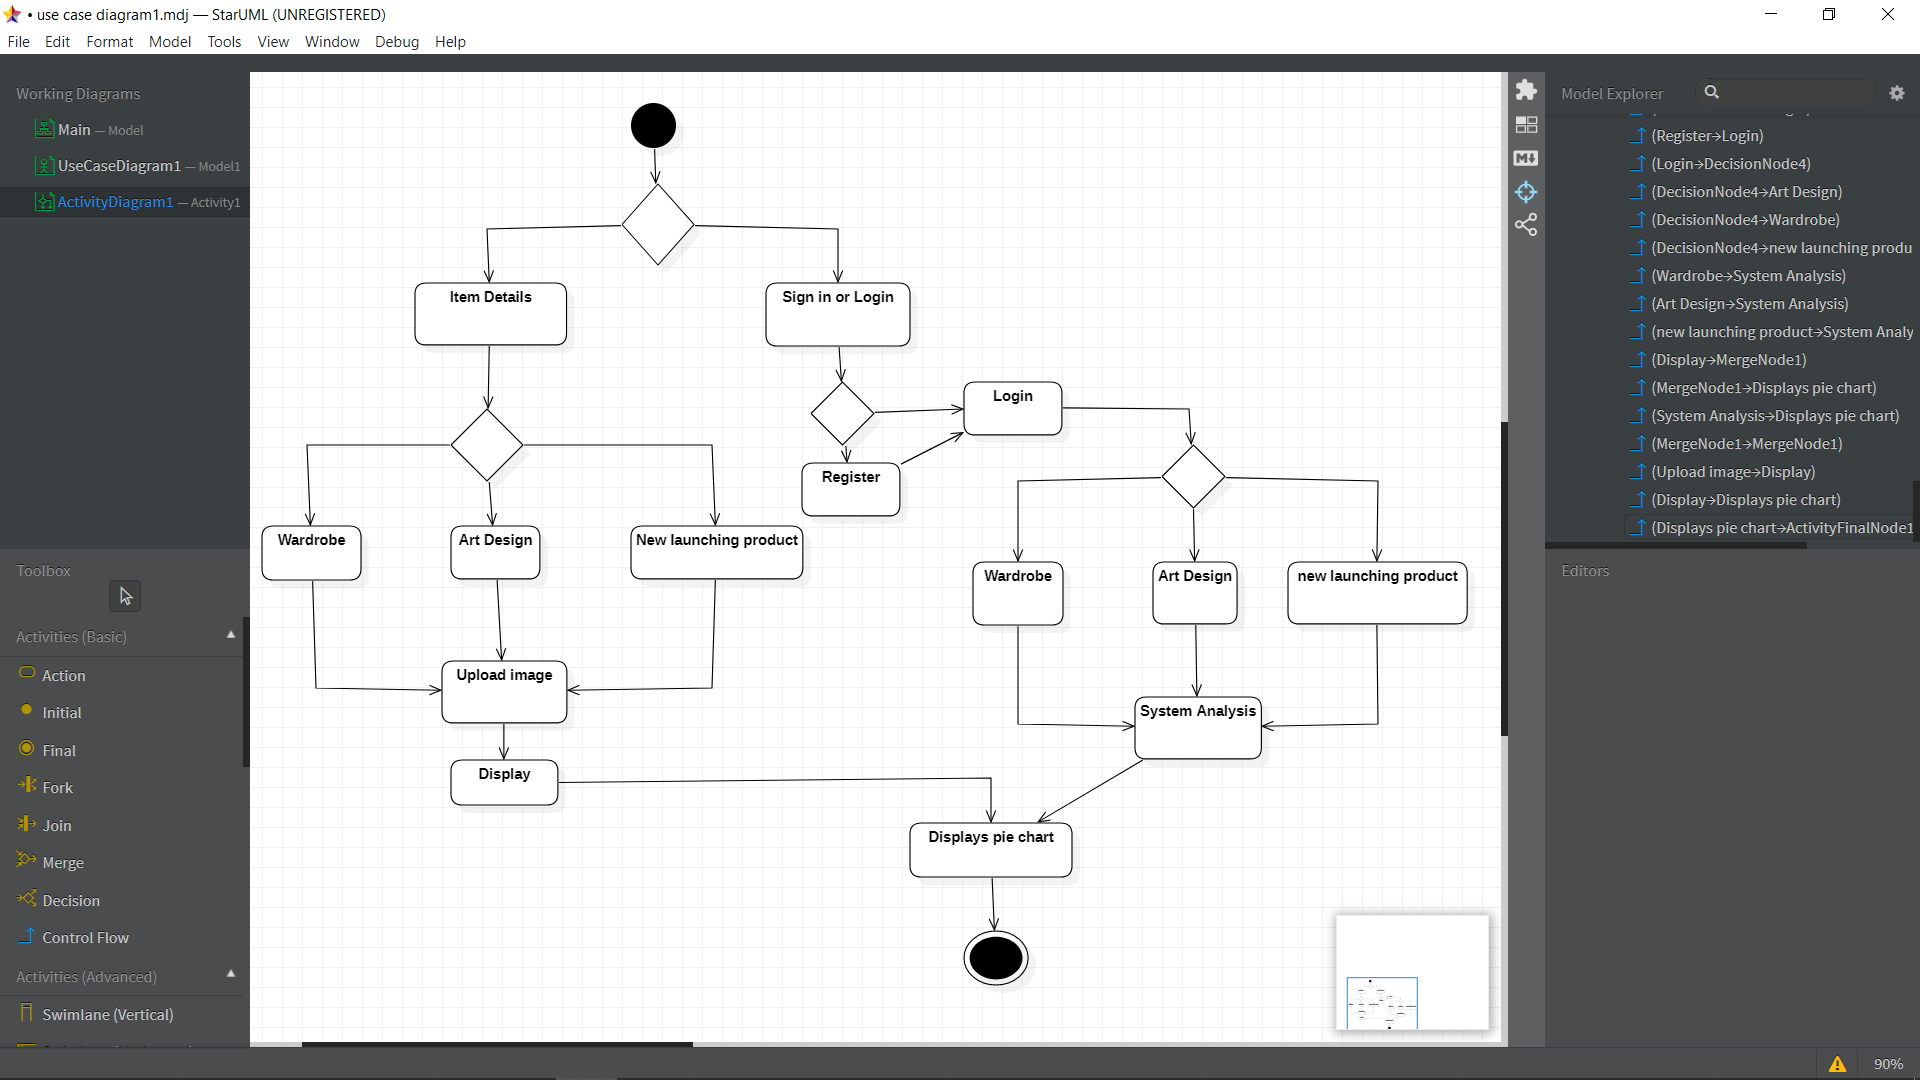 • use case diagram1.mdj — StarUML (UNREGISTERED)
File Edit Format Model Tools View Window Debug Help
Working Diagrams
Main — Model
UseCaseDiagram1 — Model1
ActivityDiagram1 — Activity1
Toolbox
Activities (Basic)
Action
Initial
Final
Fork
Join
Merge
Decision
Control Flow
Activities (Advanced)
Swimlane (Vertical)
Item Details
Sign in or Login
Login
Register
Wardrobe
Art Design
New launching product
Wardrobe
Art Design
new launching product
Upload image
System Analysis
Display
Displays pie chart
Model Explorer
(Register→Login)
(Login→DecisionNode4)
(DecisionNode4→Art Design)
(DecisionNode4→Wardrobe)
(DecisionNode4→new launching produ
(Wardrobe→System Analysis)
(Art Design→System Analysis)
(new launching product→System Analy
(Display→MergeNode1)
(MergeNode1→Displays pie chart)
(System Analysis→Displays pie chart)
(MergeNode1→MergeNode1)
(Upload image→Display)
(Display→Displays pie chart)
(Displays pie chart→ActivityFinalNode1
Editors
90%